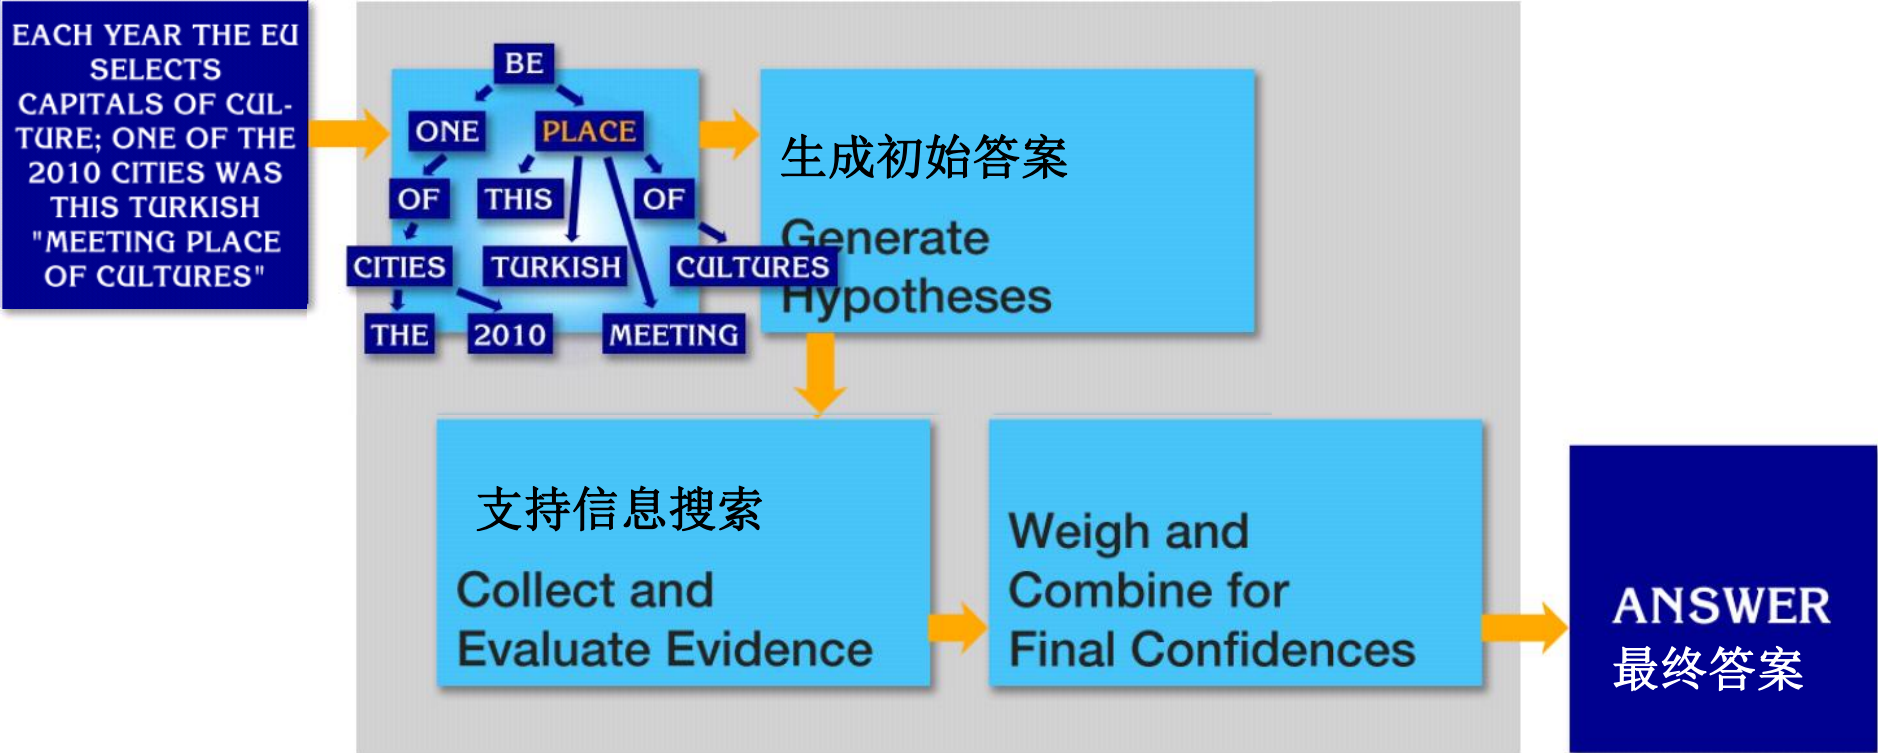 EACH YEAR THE EU
SELECTS
CAPITALS OF CUL-
TURE; ONE OF THE
2010 CITIES WAS
THIS TURKISH
"MEETING PLACE
OF CULTURES"
BE
ONE
PLACE
OF
THIS
OF
CITIES
TURKISH
CULTURES
THE
2010
MEETING
生成初始答案
Generate
Hypotheses
支持信息搜索
Collect and
Evaluate Evidence
Weigh and
Combine for
Final Confidences
ANSWER
最终答案